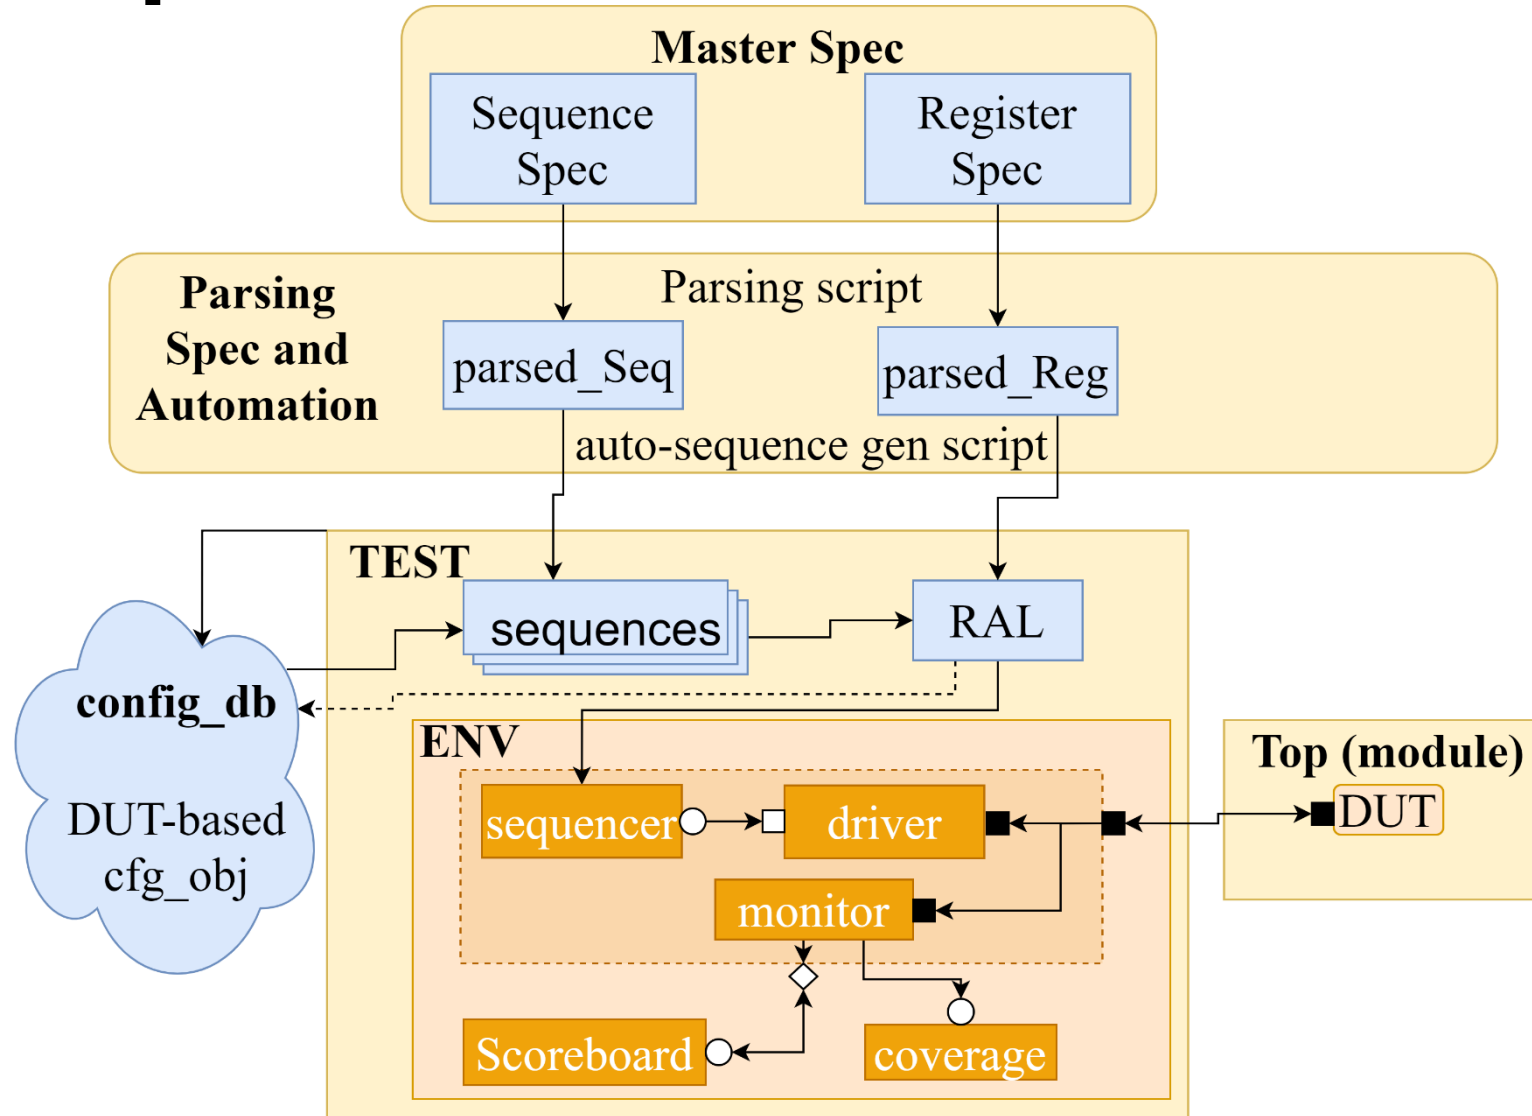 Master Spec
Sequence
Spec
Register
Spec
Parsing
Spec and
Automation
Parsing script
parsed_Seq
parsed_Reg
auto-sequence gen script
TEST
sequences
RAL
config_db
DUT-based
cfg_obj
ENV
sequencer
driver
monitor
Scoreboard
coverage
Top (module)
DUT